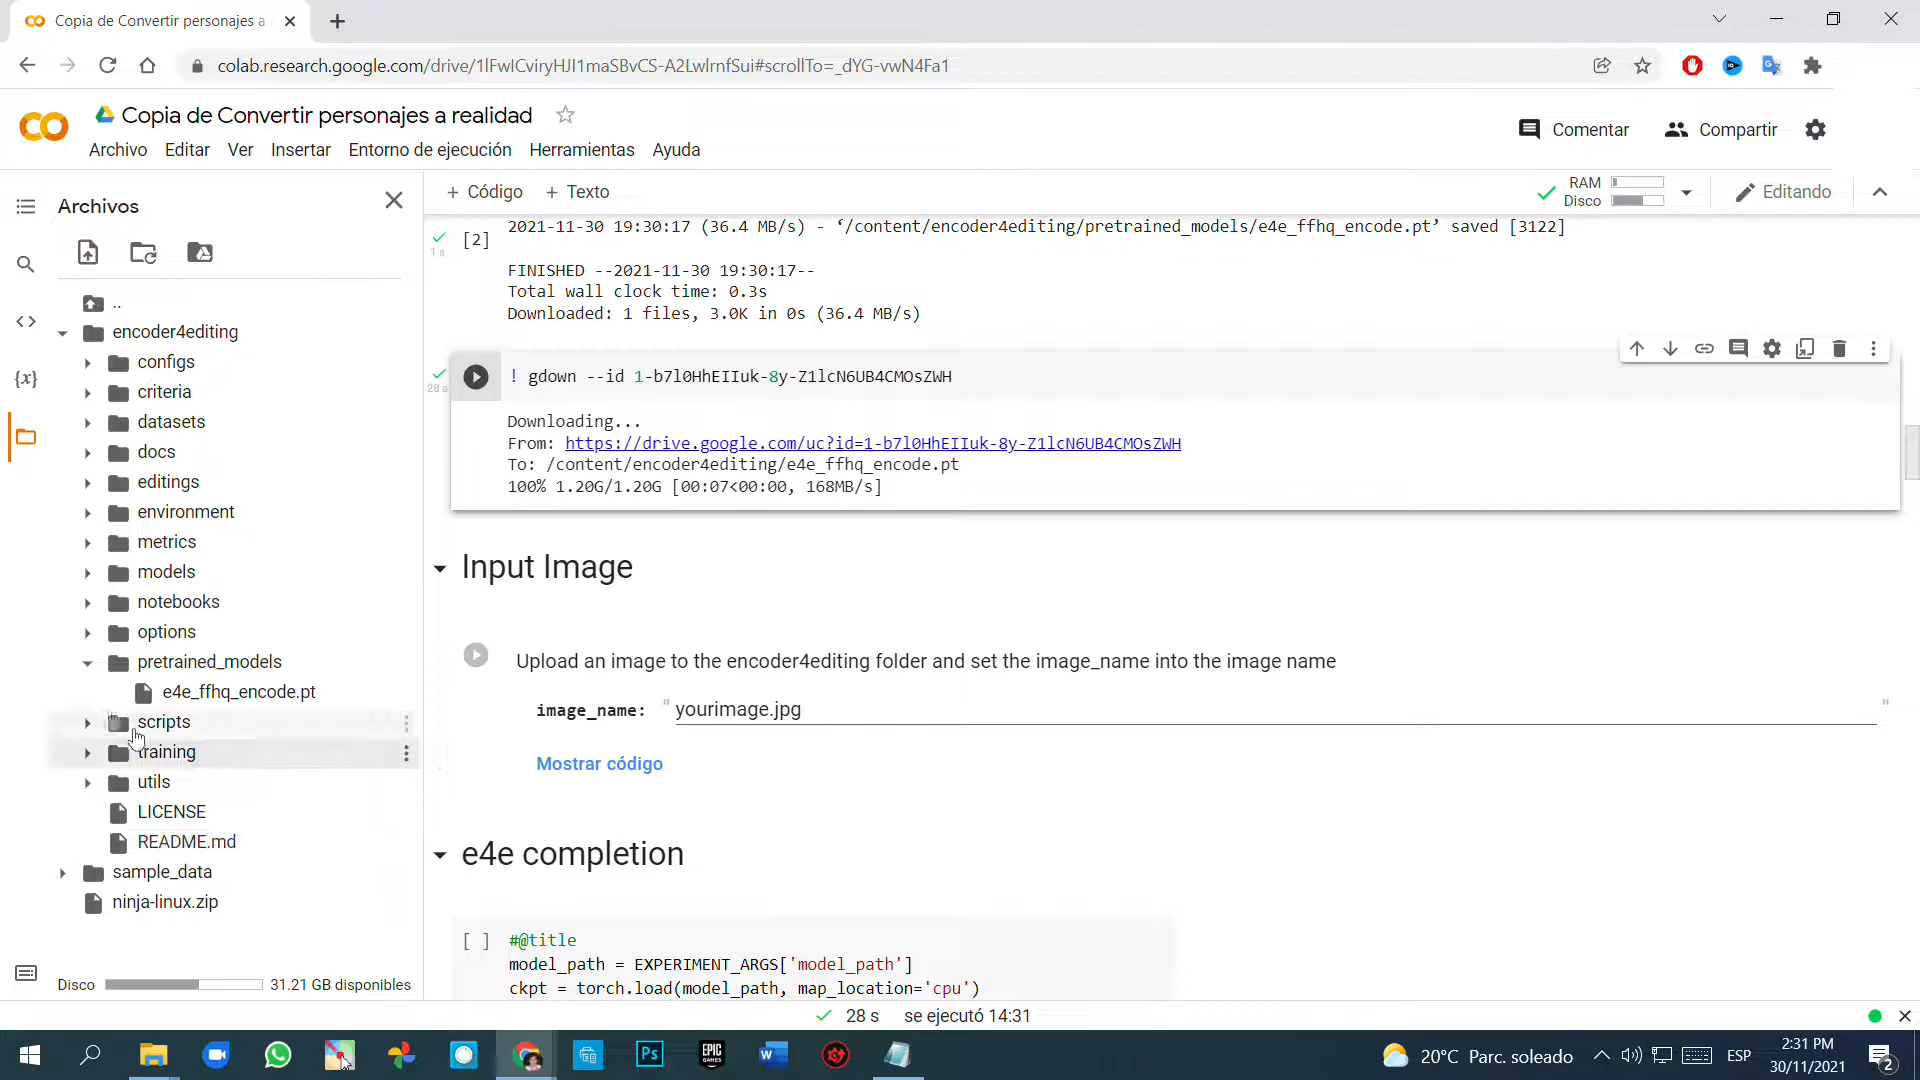 Copia de Convertir personajes a
colab.research.google.com/drive/1lFwICviryHJI1maSBvCS-A2LwlrnfSui#scrollTo=_dYG-vwN4Fa1
Copia de Convertir personajes a realidad
Comentar
Compartir
Archivo Editar Ver Insertar Entorno de ejecución Herramientas Ayuda
Archivos
+ Código + Texto
RAM
Disco
Editando
..
encoder4editing
configs
criteria
datasets
docs
editings
environment
metrics
models
notebooks
options
pretrained_models
e4e_ffhq_encode.pt
scripts
training
utils
LICENSE
README.md
sample_data
ninja-linux.zip
Disco 31.21 GB disponibles
1 s
[2]
2021-11-30 19:30:17 (36.4 MB/s) - ‘/content/encoder4editing/pretrained_models/e4e_ffhq_encode.pt’ saved [3122]
FINISHED --2021-11-30 19:30:17--
Total wall clock time: 0.3s
Downloaded: 1 files, 3.0K in 0s (36.4 MB/s)
28 s
! gdown --id 1-b7l0HhEIIuk-8y-Z1lcN6UB4CMOsZWH
Downloading...
From: https://drive.google.com/uc?id=1-b7l0HhEIIuk-8y-Z1lcN6UB4CMOsZWH
To: /content/encoder4editing/e4e_ffhq_encode.pt
100% 1.20G/1.20G [00:07<00:00, 168MB/s]
Input Image
Upload an image to the encoder4editing folder and set the image_name into the image name
image_name: " yourimage.jpg "
Mostrar código
e4e completion
[ ] #@title
model_path = EXPERIMENT_ARGS['model_path']
ckpt = torch.load(model_path, map_location='cpu')
28 s se ejecutó 14:31
Ps
EPIC
GAMES
W
20°C Parc. soleado
ESP
2:31 PM
30/11/2021
2